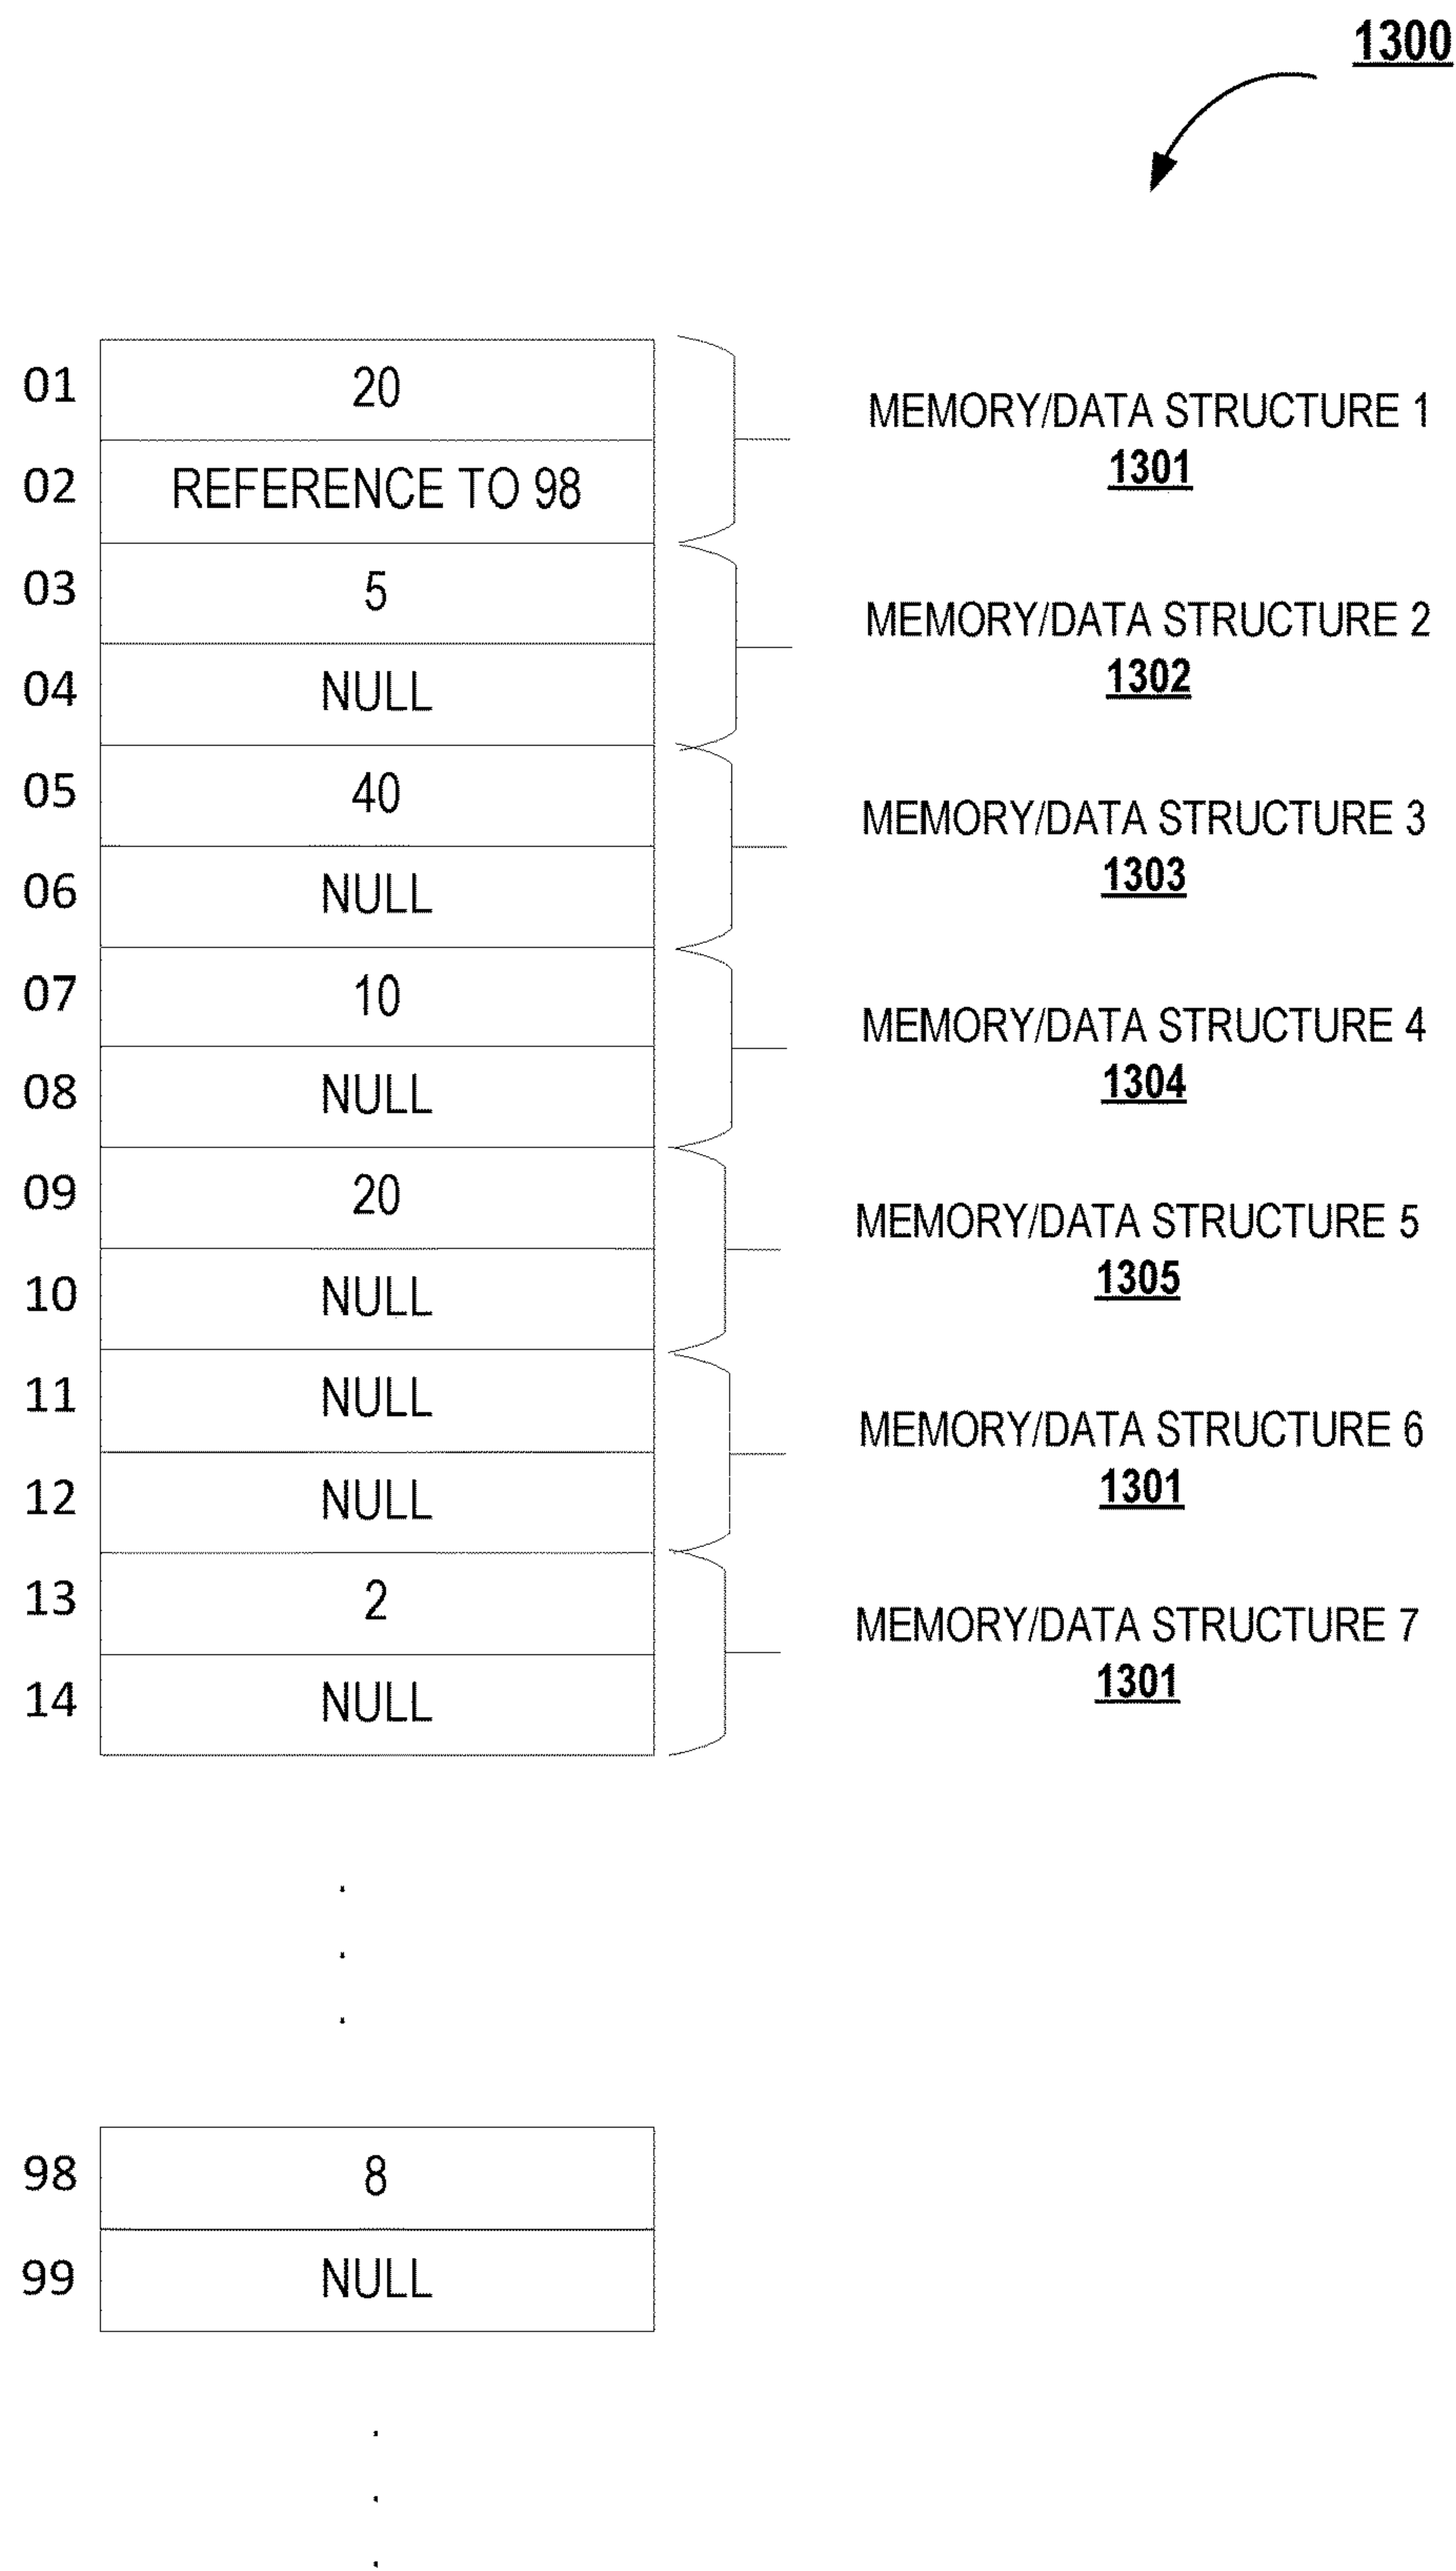 1300
01 20
MEMORY/DATA STRUCTURE 1
1301
02 REFERENCE TO 98
03 5
MEMORY/DATA STRUCTURE 2
1302
04 NULL
05 40
MEMORY/DATA STRUCTURE 3
1303
06 NULL
07 10
MEMORY/DATA STRUCTURE 4
1304
08 NULL
09 20
MEMORY/DATA STRUCTURE 5
1305
10 NULL
11 NULL
MEMORY/DATA STRUCTURE 6
1301
12 NULL
13 2
MEMORY/DATA STRUCTURE 7
1301
14 NULL
.
.
.
98 8
99 NULL
.
.
.